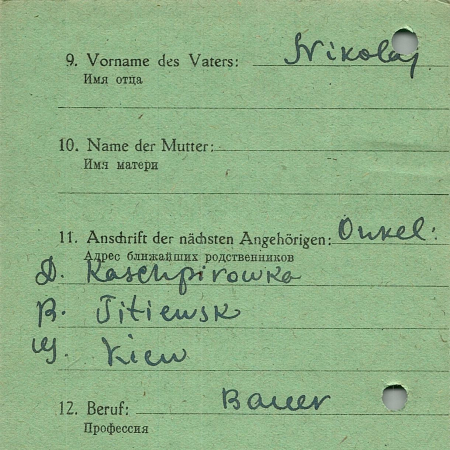 9. Vorname des Vaters: Nikolaj
Имя отца
10. Name der Mutter:
Имя матери
11. Anschrift der nächsten Angehörigen: Onkel:
Адрес ближайших родственников
D. Kaschpirowka
R. Titiewsk
Kiew
12. Beruf: Bauer
Профессия